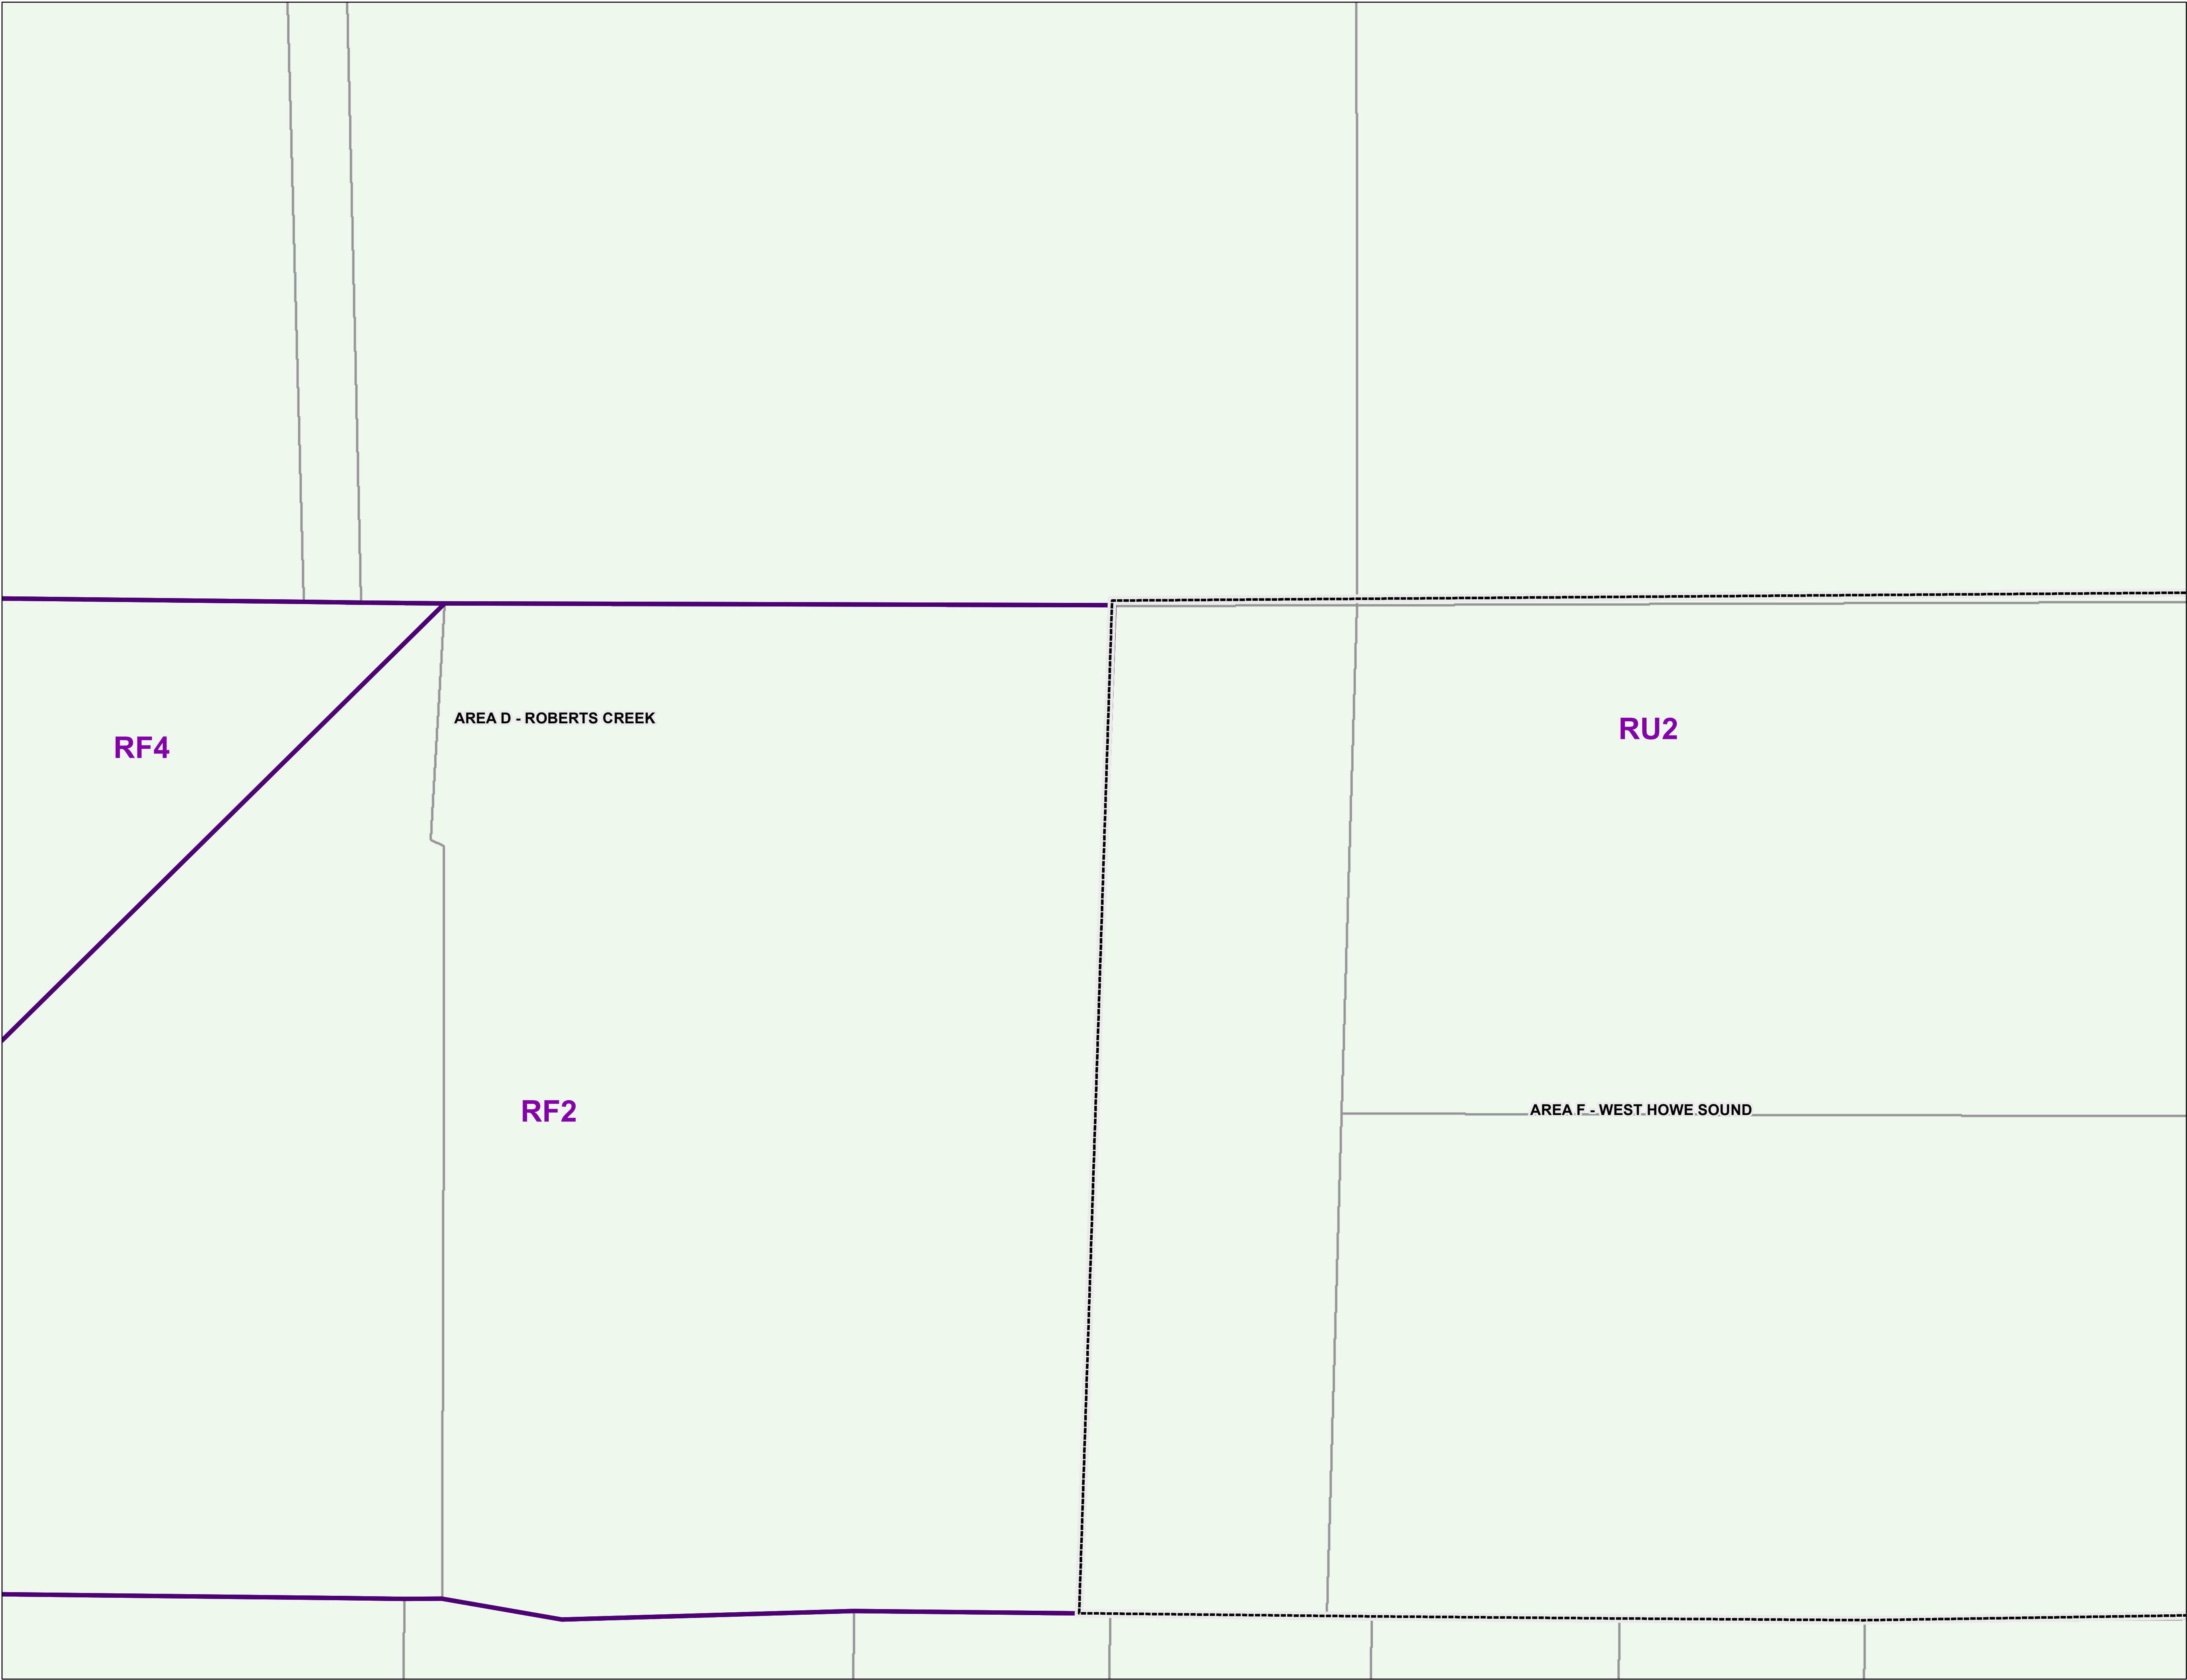 AREA D - ROBERTS CREEK
RU2
RF4
RF2
AREA F - WEST HOWE SOUND